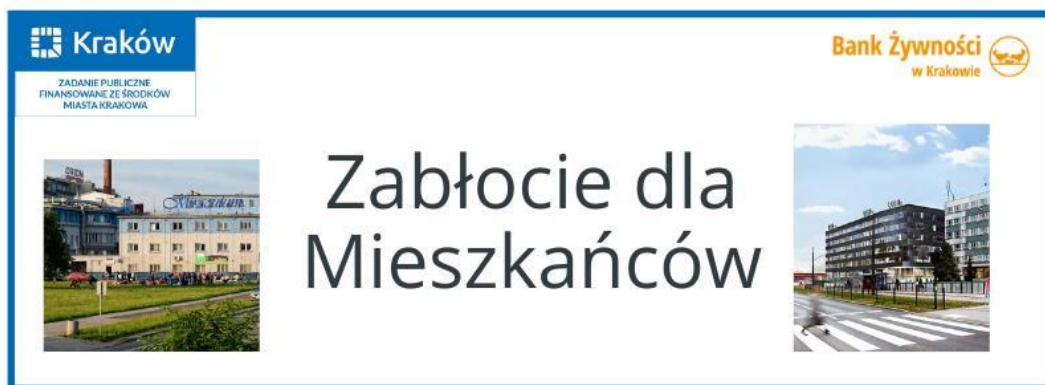 Kraków
ZADANIE PUBLICZNE
FINANSOWANE ZE ŚRODKÓW
MIASTA KRAKOWA
Bank Żywności
w Krakowie
Zabłocie dla
Mieszkańców